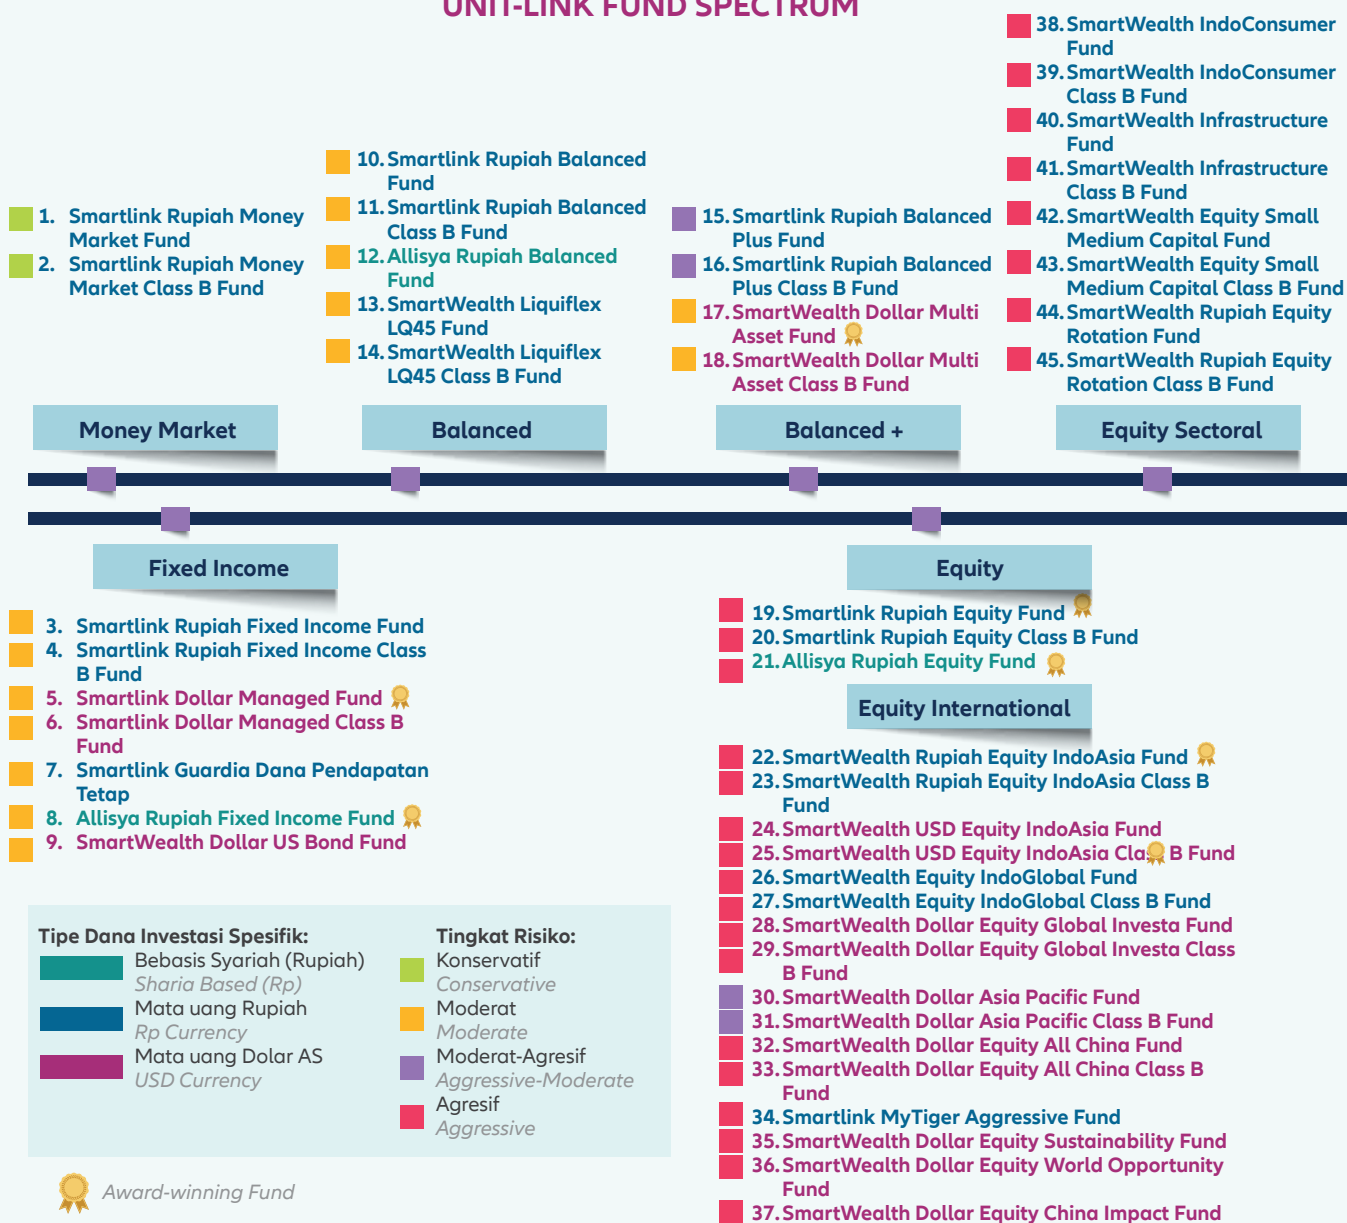 UNIT-LINK FUND SPECTRUM
1. Smartlink Rupiah Money
Market Fund
2. Smartlink Rupiah Money
Market Class B Fund
10. Smartlink Rupiah Balanced
Fund
11. Smartlink Rupiah Balanced
Class B Fund
12. Allisya Rupiah Balanced
Fund
13. SmartWealth Liquiflex
LQ45 Fund
14. SmartWealth Liquiflex
LQ45 Class B Fund
15. Smartlink Rupiah Balanced
Plus Fund
16. Smartlink Rupiah Balanced
Plus Class B Fund
17. SmartWealth Dollar Multi
Asset Fund
18. SmartWealth Dollar Multi
Asset Class B Fund
38. SmartWealth IndoConsumer
Fund
39. SmartWealth IndoConsumer
Class B Fund
40. SmartWealth Infrastructure
Fund
41. SmartWealth Infrastructure
Class B Fund
42. SmartWealth Equity Small
Medium Capital Fund
43. SmartWealth Equity Small
Medium Capital Class B Fund
44. SmartWealth Rupiah Equity
Rotation Fund
45. SmartWealth Rupiah Equity
Rotation Class B Fund
Money Market
Balanced
Balanced +
Equity Sectoral
Fixed Income
3. Smartlink Rupiah Fixed Income Fund
4. Smartlink Rupiah Fixed Income Class
B Fund
5. Smartlink Dollar Managed Fund
6. Smartlink Dollar Managed Class B
Fund
7. Smartlink Guardia Dana Pendapatan
Tetap
8. Allisya Rupiah Fixed Income Fund
9. SmartWealth Dollar US Bond Fund
Equity
19. Smartlink Rupiah Equity Fund
20. Smartlink Rupiah Equity Class B Fund
21. Allisya Rupiah Equity Fund
Equity International
22. SmartWealth Rupiah Equity IndoAsia Fund
23. SmartWealth Rupiah Equity IndoAsia Class B
Fund
24. SmartWealth USD Equity IndoAsia Fund
25. SmartWealth USD Equity IndoAsia Class B Fund
26. SmartWealth Equity IndoGlobal Fund
27. SmartWealth Equity IndoGlobal Class B Fund
28. SmartWealth Dollar Equity Global Investa Fund
29. SmartWealth Dollar Equity Global Investa Class
B Fund
30. SmartWealth Dollar Asia Pacific Fund
31. SmartWealth Dollar Asia Pacific Class B Fund
32. SmartWealth Dollar Equity All China Fund
33. SmartWealth Dollar Equity All China Class B
Fund
34. Smartlink MyTiger Aggressive Fund
35. SmartWealth Dollar Equity Sustainability Fund
36. SmartWealth Dollar Equity World Opportunity
Fund
37. SmartWealth Dollar Equity China Impact Fund
Tipe Dana Investasi Spesifik:
Bebasis Syariah (Rupiah)
Sharia Based (Rp)
Mata uang Rupiah
Rp Currency
Mata uang Dolar AS
USD Currency
Tingkat Risiko:
Konservatif
Conservative
Moderat
Moderate
Moderat-Agresif
Aggressive-Moderate
Agresif
Aggressive
Award-winning Fund